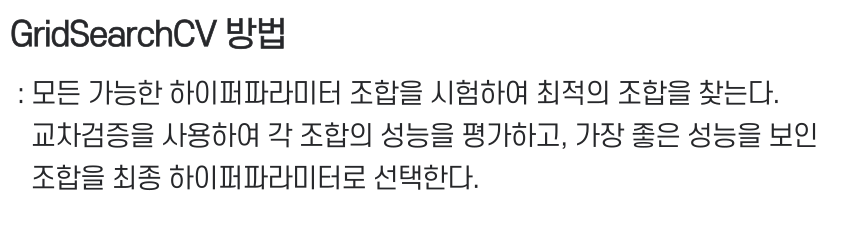 GridSearchCV 방법
: 모든 가능한 하이퍼파라미터 조합을 시험하여 최적의 조합을 찾는다.
교차검증을 사용하여 각 조합의 성능을 평가하고, 가장 좋은 성능을 보인
조합을 최종 하이퍼파라미터로 선택한다.